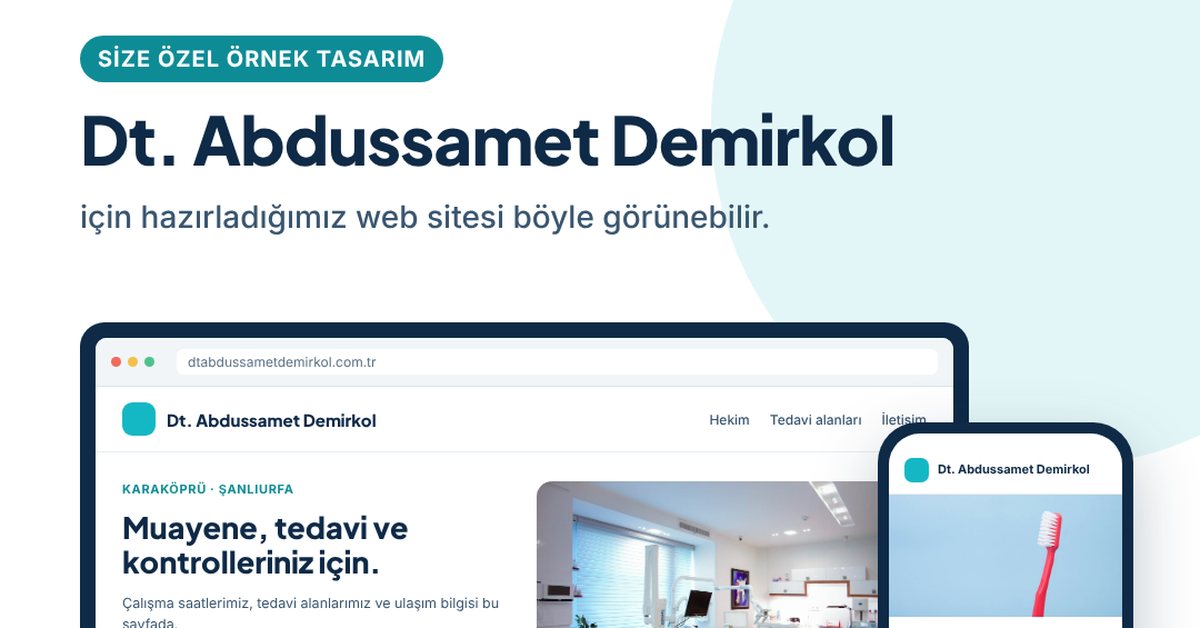 SİZE ÖZEL ÖRNEK TASARIM
Dt. Abdussamet Demirkol
için hazırladığımız web sitesi böyle görünebilir.
dtabdussametdemirkol.com.tr
Dt. Abdussamet Demirkol
Hekim
Tedavi alanları
İletişim
Dt. Abdussamet Demirkol
KARAKÖPRÜ · ŞANLIURFA
Muayene, tedavi ve
kontrolleriniz için.
Çalışma saatlerimiz, tedavi alanlarımız ve ulaşım bilgisi bu
sayfada.